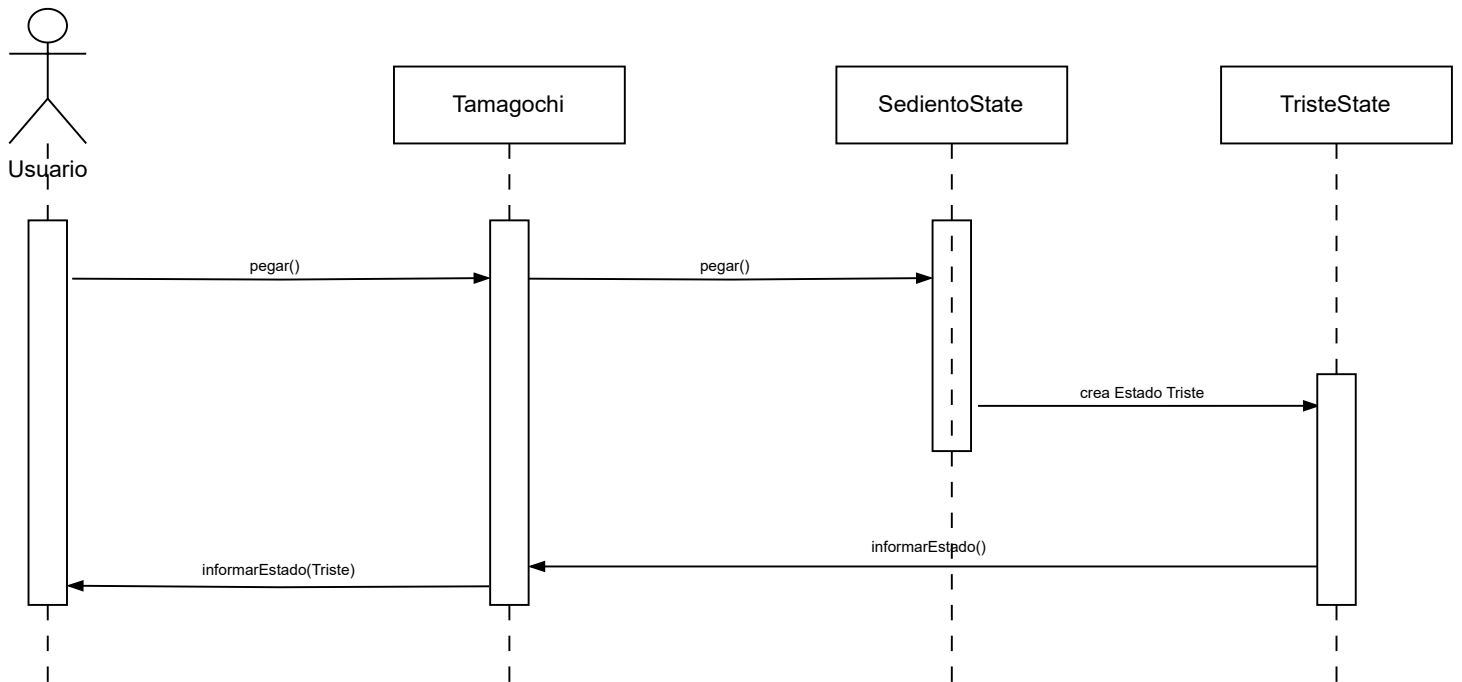 Tamagochi
SedientoState
TristeState
Usuario
pegar()
pegar()
crea Estado Triste
informarEstado()
informarEstado(Triste)